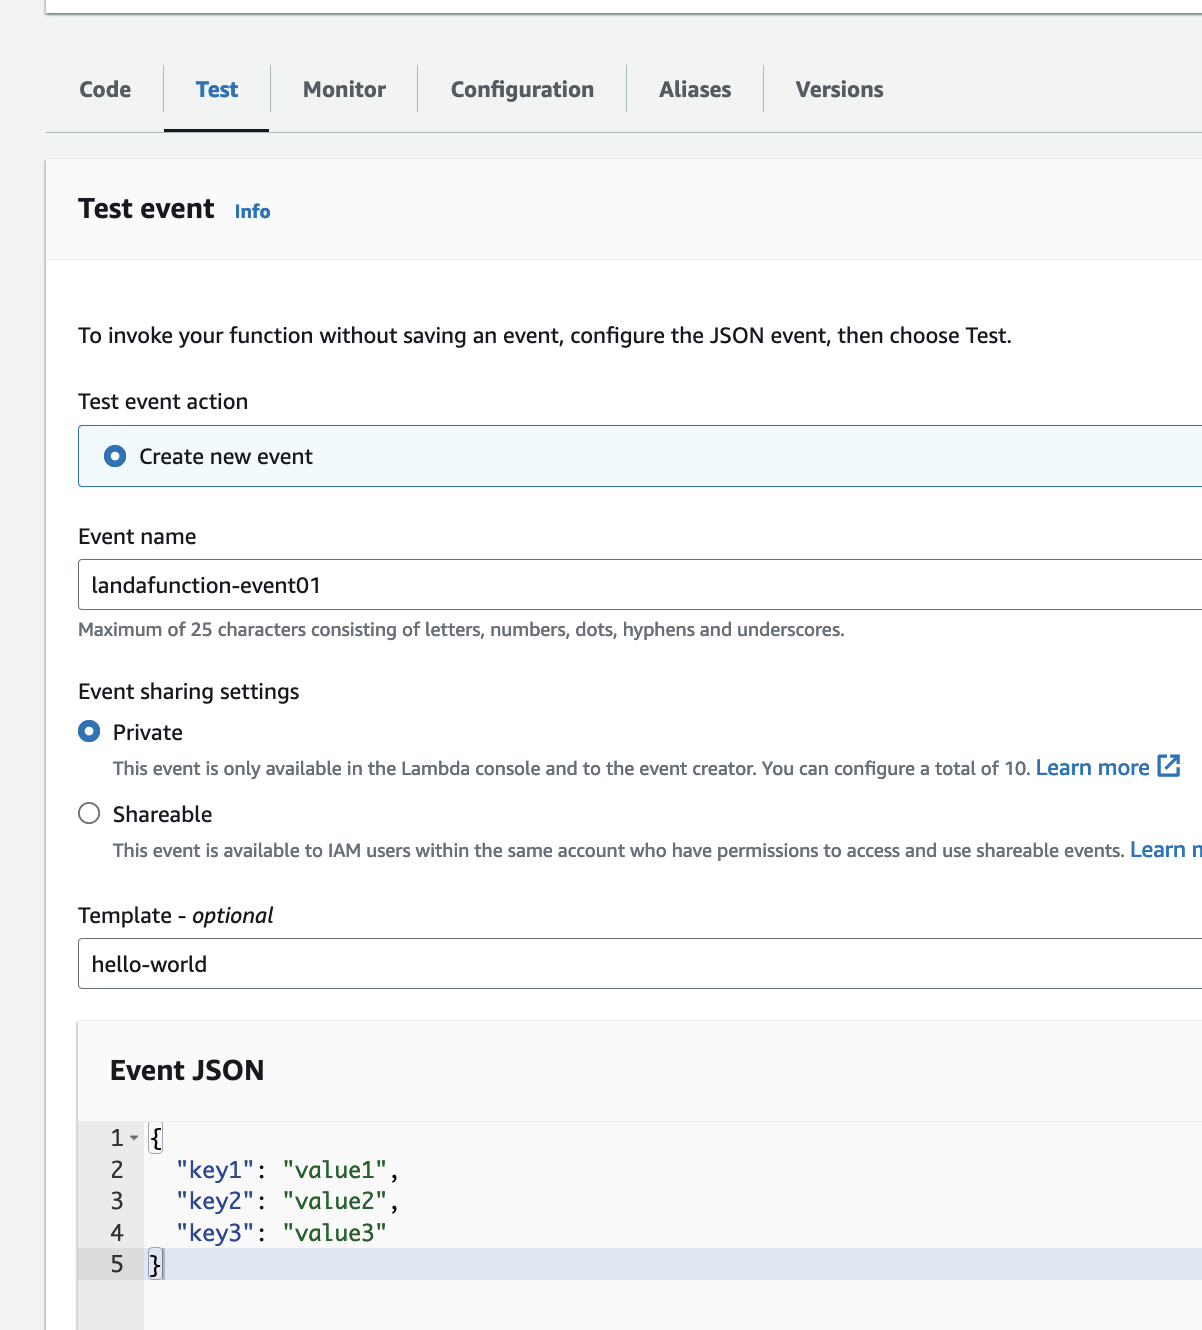 Code Test Monitor Configuration Aliases Versions
Test event Info
To invoke your function without saving an event, configure the JSON event, then choose Test.
Test event action
Create new event
Event name
landafunction-event01
Maximum of 25 characters consisting of letters, numbers, dots, hyphens and underscores.
Event sharing settings
Private
This event is only available in the Lambda console and to the event creator. You can configure a total of 10. Learn more
Shareable
This event is available to IAM users within the same account who have permissions to access and use shareable events. Learn
Template - optional
hello-world
Event JSON
1 {
2 "key1": "value1",
3 "key2": "value2",
4 "key3": "value3"
5 }